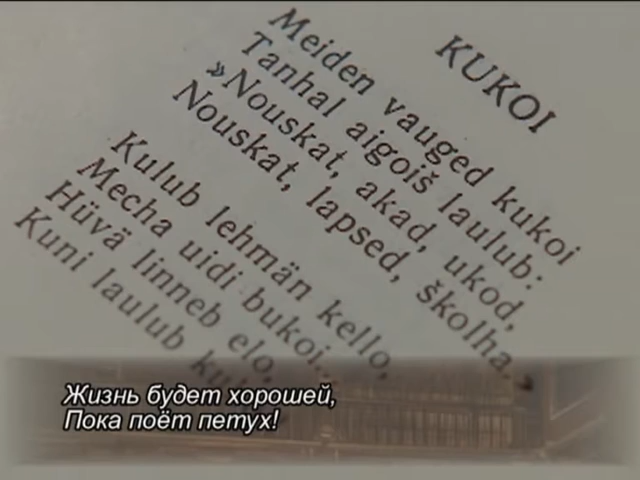 KUKOI
Meiden vauged kukoi
Tanhal aigoiš laulub:
»Nouskat, akad, ukod,
Nouskat, lapsed, školha.»
Kulub lehmän kello,
Mecha uidi bukoi...
Hüvä linneb elo,
Kuni laulub
Жизнь будет хорошей,
Пока поёт петух!